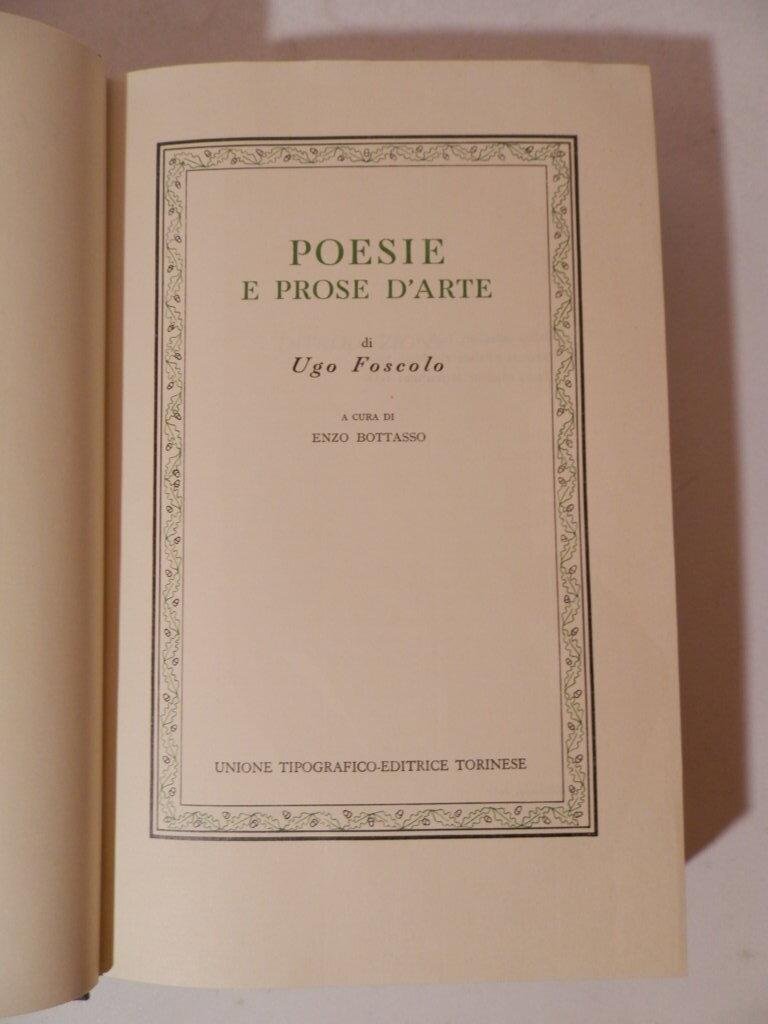 POESIE
E PROSE D'ARTE
di
Ugo Foscolo
A CURA DI
ENZO BOTTASSO
UNIONE TIPOGRAFICO-EDITRICE TORINESE